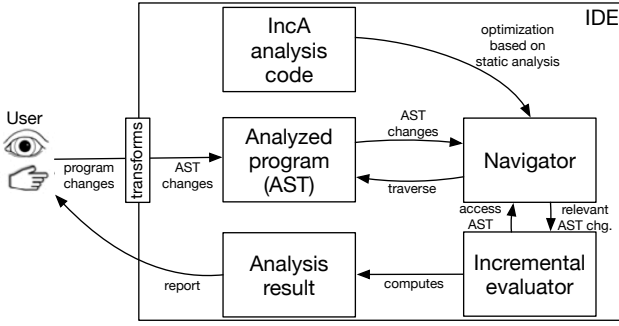 IDE
IncA
analysis
code
optimization
based on
static analysis
User
program
changes
transforms
AST
changes
Analyzed
program
(AST)
AST
changes
traverse
Navigator
access
AST
relevant
AST chg.
report
Analysis
result
computes
Incremental
evaluator